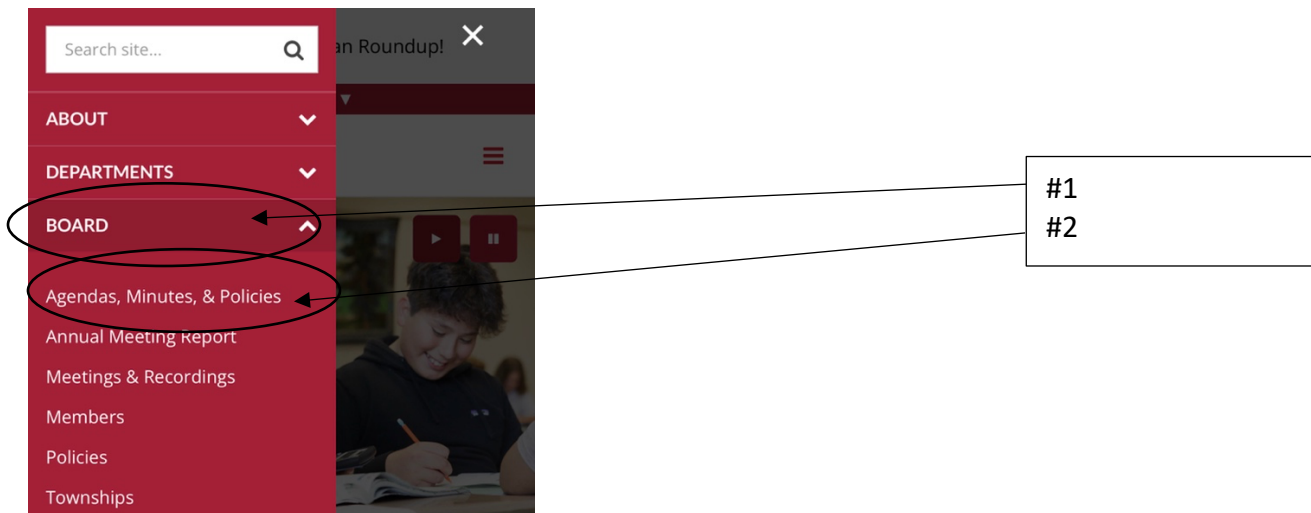 Search site...
an Roundup!
ABOUT
DEPARTMENTS
BOARD
Agendas, Minutes, & Policies
Annual Meeting Report
Meetings & Recordings
Members
Policies
Townships
#1
#2